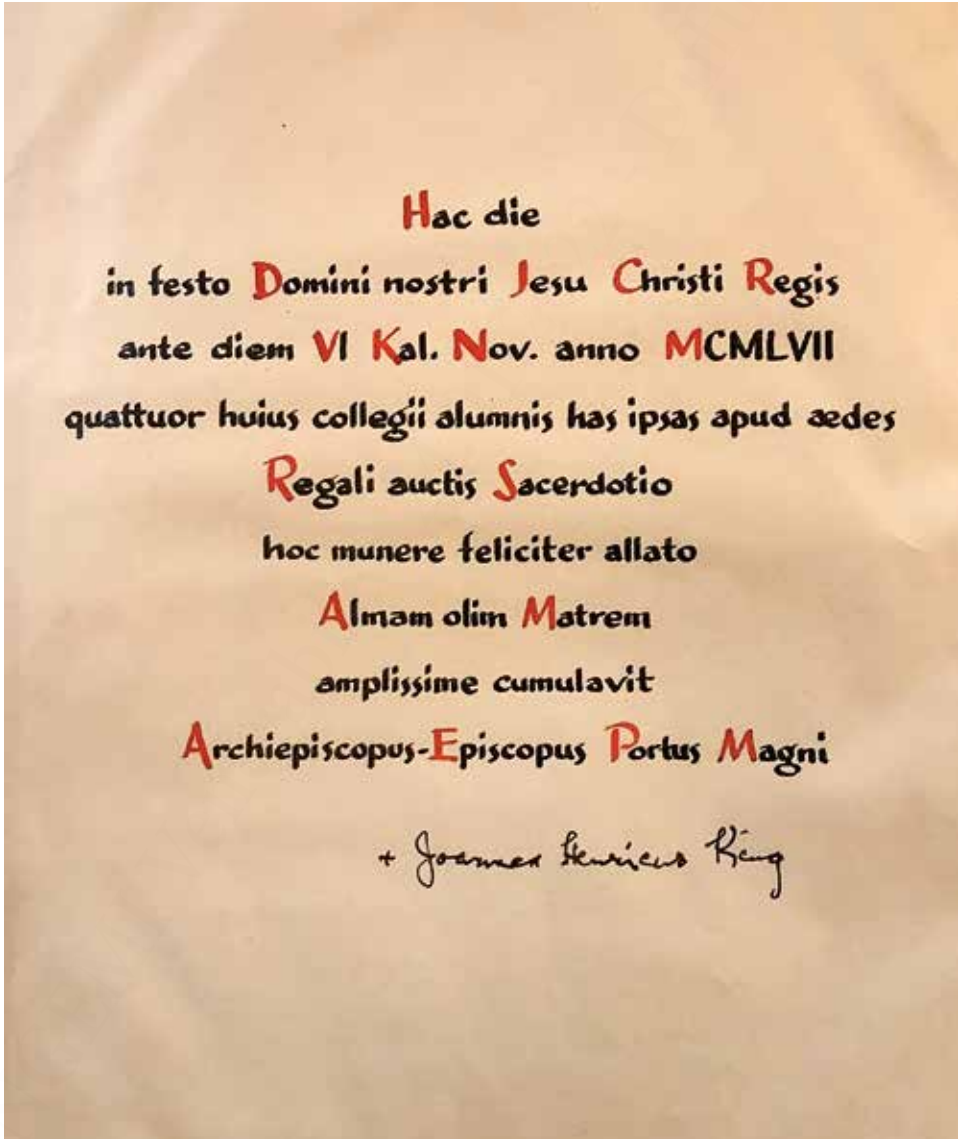 Hac die
in festo Domini nostri Jesu Christi Regis
ante diem VI Kal. Nov. anno MCMLVII
quattuor huius collegii alumnis has ipsas apud ædes
Regali auctis Sacerdotio
hoc munere feliciter allato
Almam olim Matrem
amplissime cumulavit
Archiepiscopus-Episcopus Portus Magni
+ Joannes Henricus King